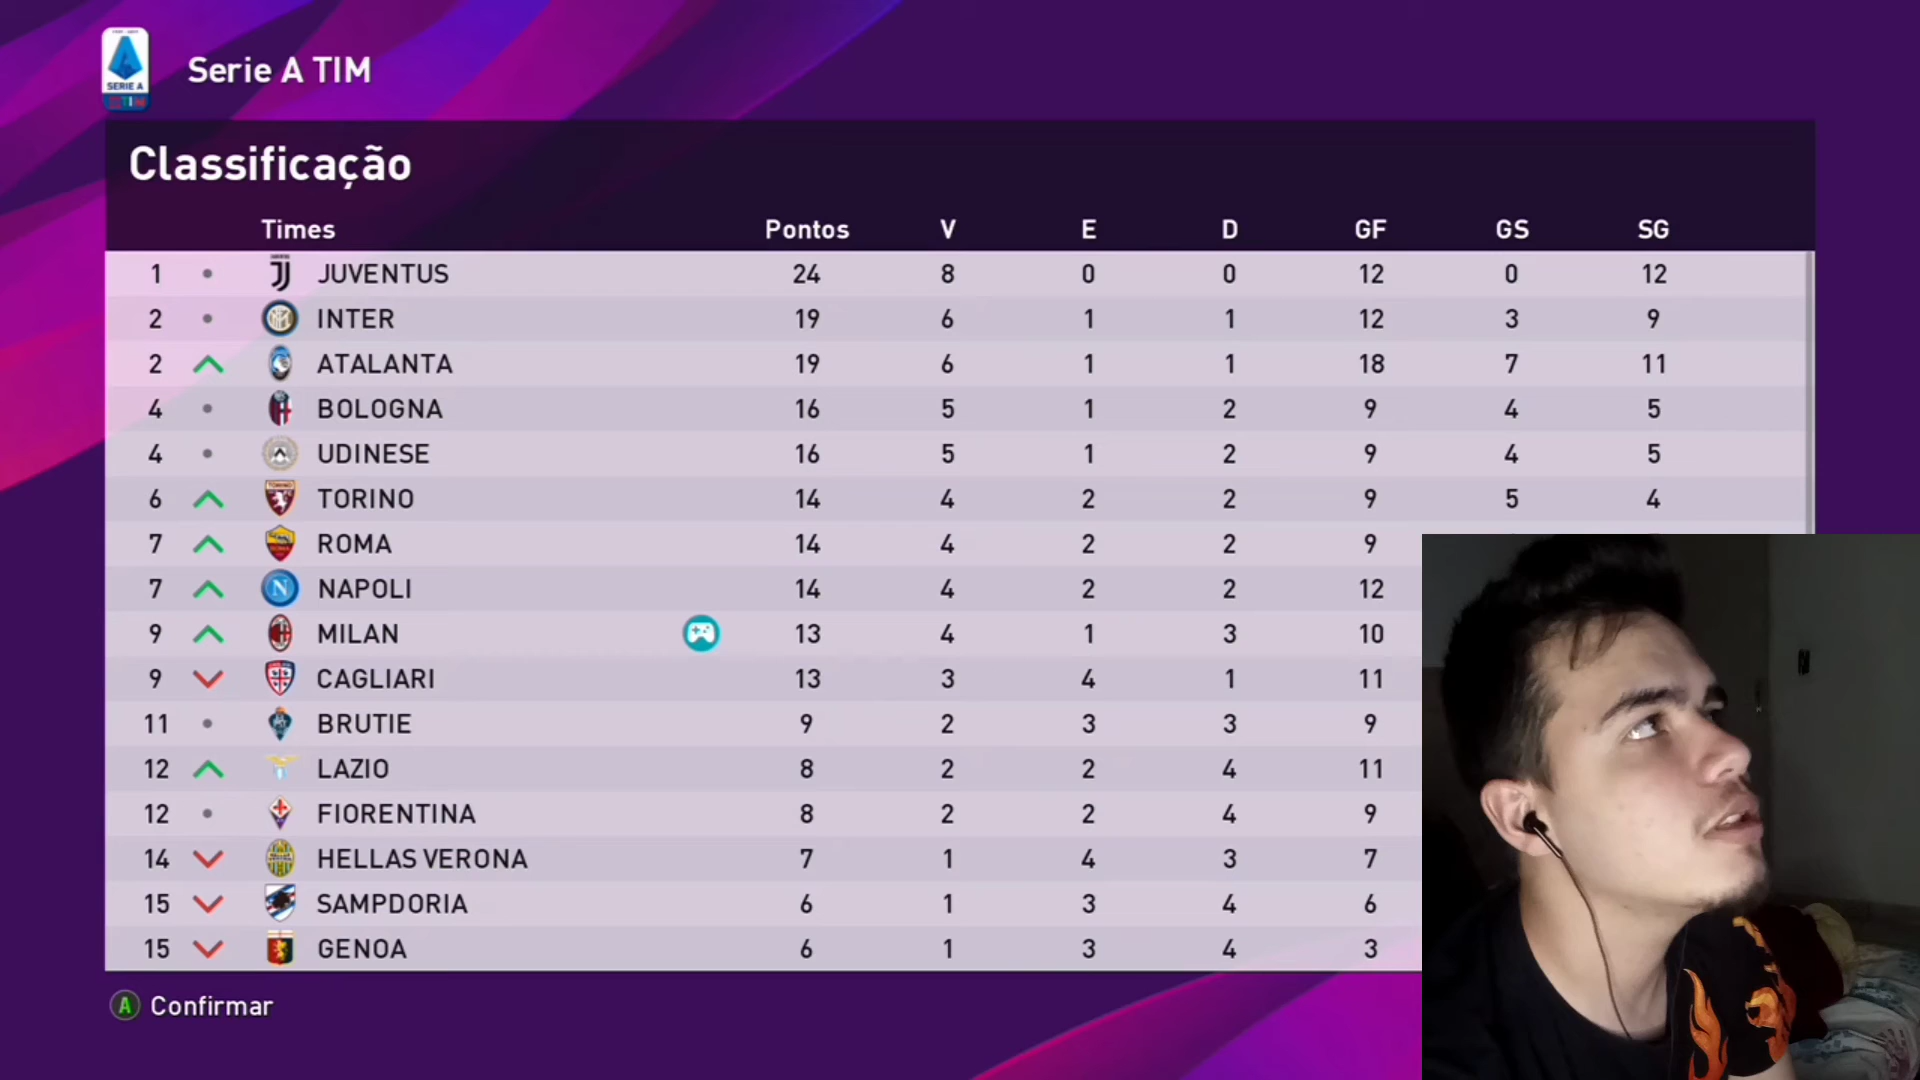 Serie A TIM
SERIE A
TIM
Classificação
Times Pontos V E D GF GS SG
1 JUVENTUS 24 8 0 0 12 0 12
2 INTER 19 6 1 1 12 3 9
2 ATALANTA 19 6 1 1 18 7 11
4 BOLOGNA 16 5 1 2 9 4 5
4 UDINESE 16 5 1 2 9 4 5
6 TORINO 14 4 2 2 9 5 4
7 ROMA 14 4 2 2 9
7 NAPOLI 14 4 2 2 12
9 MILAN 13 4 1 3 10
9 CAGLIARI 13 3 4 1 11
11 BRUTIE 9 2 3 3 9
12 LAZIO 8 2 2 4 11
12 FIORENTINA 8 2 2 4 9
14 HELLAS VERONA 7 1 4 3 7
15 SAMPDORIA 6 1 3 4 6
15 GENOA 6 1 3 4 3
A Confirmar